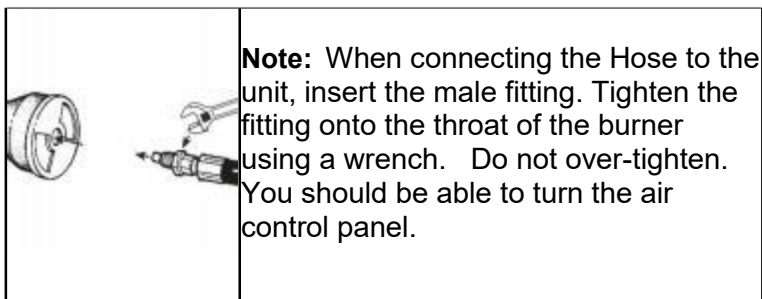 Note: When connecting the Hose to the
unit, insert the male fitting. Tighten the
fitting onto the throat of the burner
using a wrench. Do not over-tighten.
You should be able to turn the air
control panel.